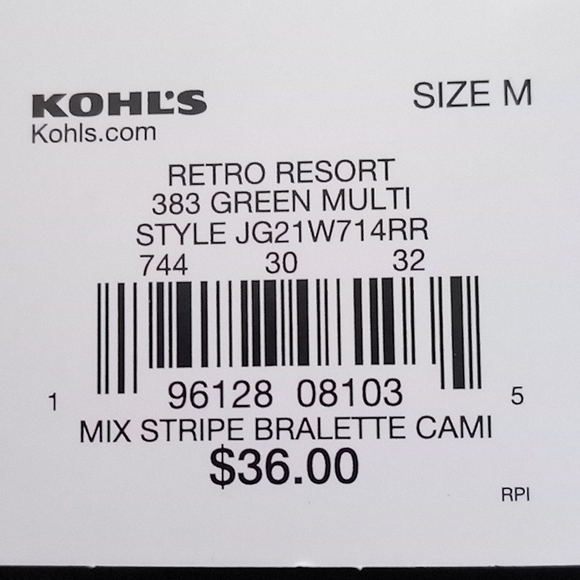 KOHL'S
SIZE M
Kohls.com
RETRO RESORT
383 GREEN MULTI
STYLE JG21W714RR
744 30 32
1 96128 08103 5
MIX STRIPE BRALETTE CAMI
$36.00
RPI